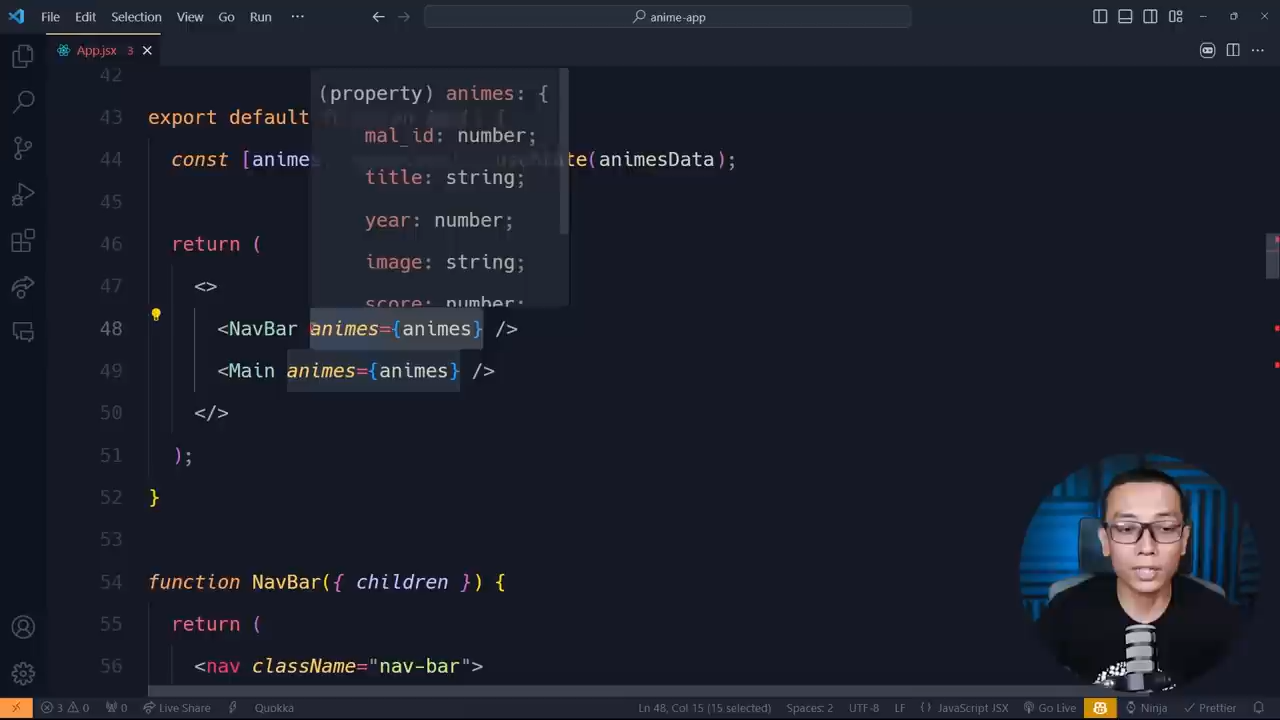 File Edit Selection View Go Run ··· anime-app
App.jsx 3
42
(property) animes: {
mal_id: number;
title: string;
year: number;
image: string;
score: number;
43 export default
44 const [anime (animesData);
45
46 return (
47 <>
48 <NavBar animes={animes} />
49 <Main animes={animes} />
50 </>
51 );
52 }
53
54 function NavBar({ children }) {
55 return (
56 <nav className="nav-bar">
3 0 0 Live Share Quokka Ln 48, Col 15 (15 selected) Spaces: 2 UTF-8 LF { } JavaScript JSX Go Live Ninja Prettier